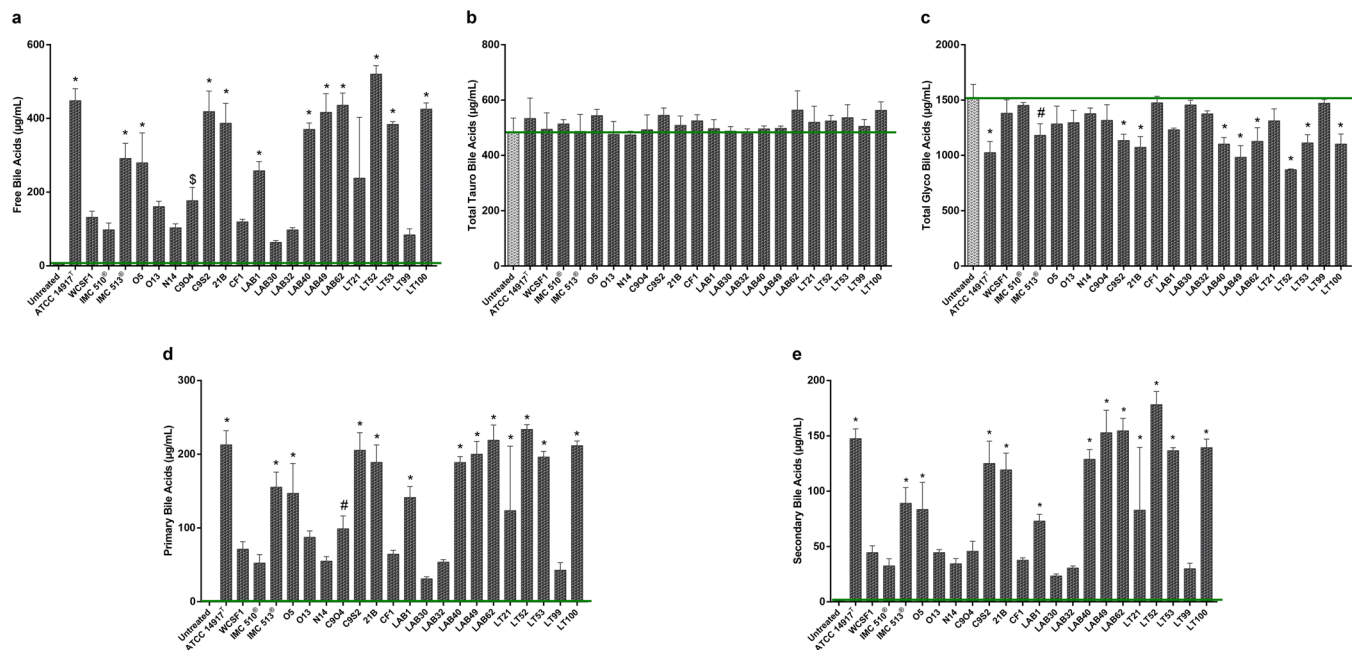 a
Free Bile Acids (µg/mL)
600
400
200
0
* * * $ * * * * * * * * *
Untreated
ATCC 14917ᵀ
WCSF1
IMC 510®
IMC 513®
O5
O13
N14
C9O4
C9S2
21B
CF1
LAB1
LAB30
LAB32
LAB40
LAB49
LAB62
LT21
LT52
LT53
LT99
LT100
b
Total Tauro Bile Acids (µg/mL)
800
600
400
200
0
Untreated
ATCC 14917ᵀ
WCSF1
IMC 510®
IMC 513®
O5
O13
N14
C9O4
C9S2
21B
CF1
LAB1
LAB30
LAB32
LAB40
LAB49
LAB62
LT21
LT52
LT53
LT99
LT100
c
Total Glyco Bile Acids (µg/mL)
2000
1500
1000
500
0
* # * * * * * * * *
Untreated
ATCC 14917ᵀ
WCSF1
IMC 510®
IMC 513®
O5
O13
N14
C9O4
C9S2
21B
CF1
LAB1
LAB30
LAB32
LAB40
LAB49
LAB62
LT21
LT52
LT53
LT99
LT100
d
Primary Bile Acids (µg/mL)
300
200
100
0
* * * # * * * * * * * * * *
Untreated
ATCC 14917ᵀ
WCSF1
IMC 510®
IMC 513®
O5
O13
N14
C9O4
C9S2
21B
CF1
LAB1
LAB30
LAB32
LAB40
LAB49
LAB62
LT21
LT52
LT53
LT99
LT100
e
Secondary Bile Acids (µg/mL)
200
150
100
50
0
* * * * * * * * * * * * *
Untreated
ATCC 14917ᵀ
WCSF1
IMC 510®
IMC 513®
O5
O13
N14
C9O4
C9S2
21B
CF1
LAB1
LAB30
LAB32
LAB40
LAB49
LAB62
LT21
LT52
LT53
LT99
LT100